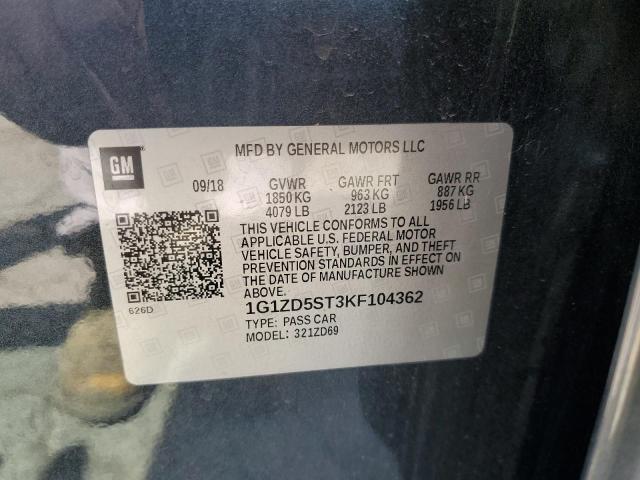 GM
MFD BY GENERAL MOTORS LLC
09/18 GVWR GAWR FRT GAWR RR
1850 KG 963 KG 887 KG
4079 LB 2123 LB 1956 LB
THIS VEHICLE CONFORMS TO ALL
APPLICABLE U.S. FEDERAL MOTOR
VEHICLE SAFETY, BUMPER, AND THEFT
PREVENTION STANDARDS IN EFFECT ON
THE DATE OF MANUFACTURE SHOWN
ABOVE.
626D
1G1ZD5ST3KF104362
TYPE: PASS CAR
MODEL: 321ZD69